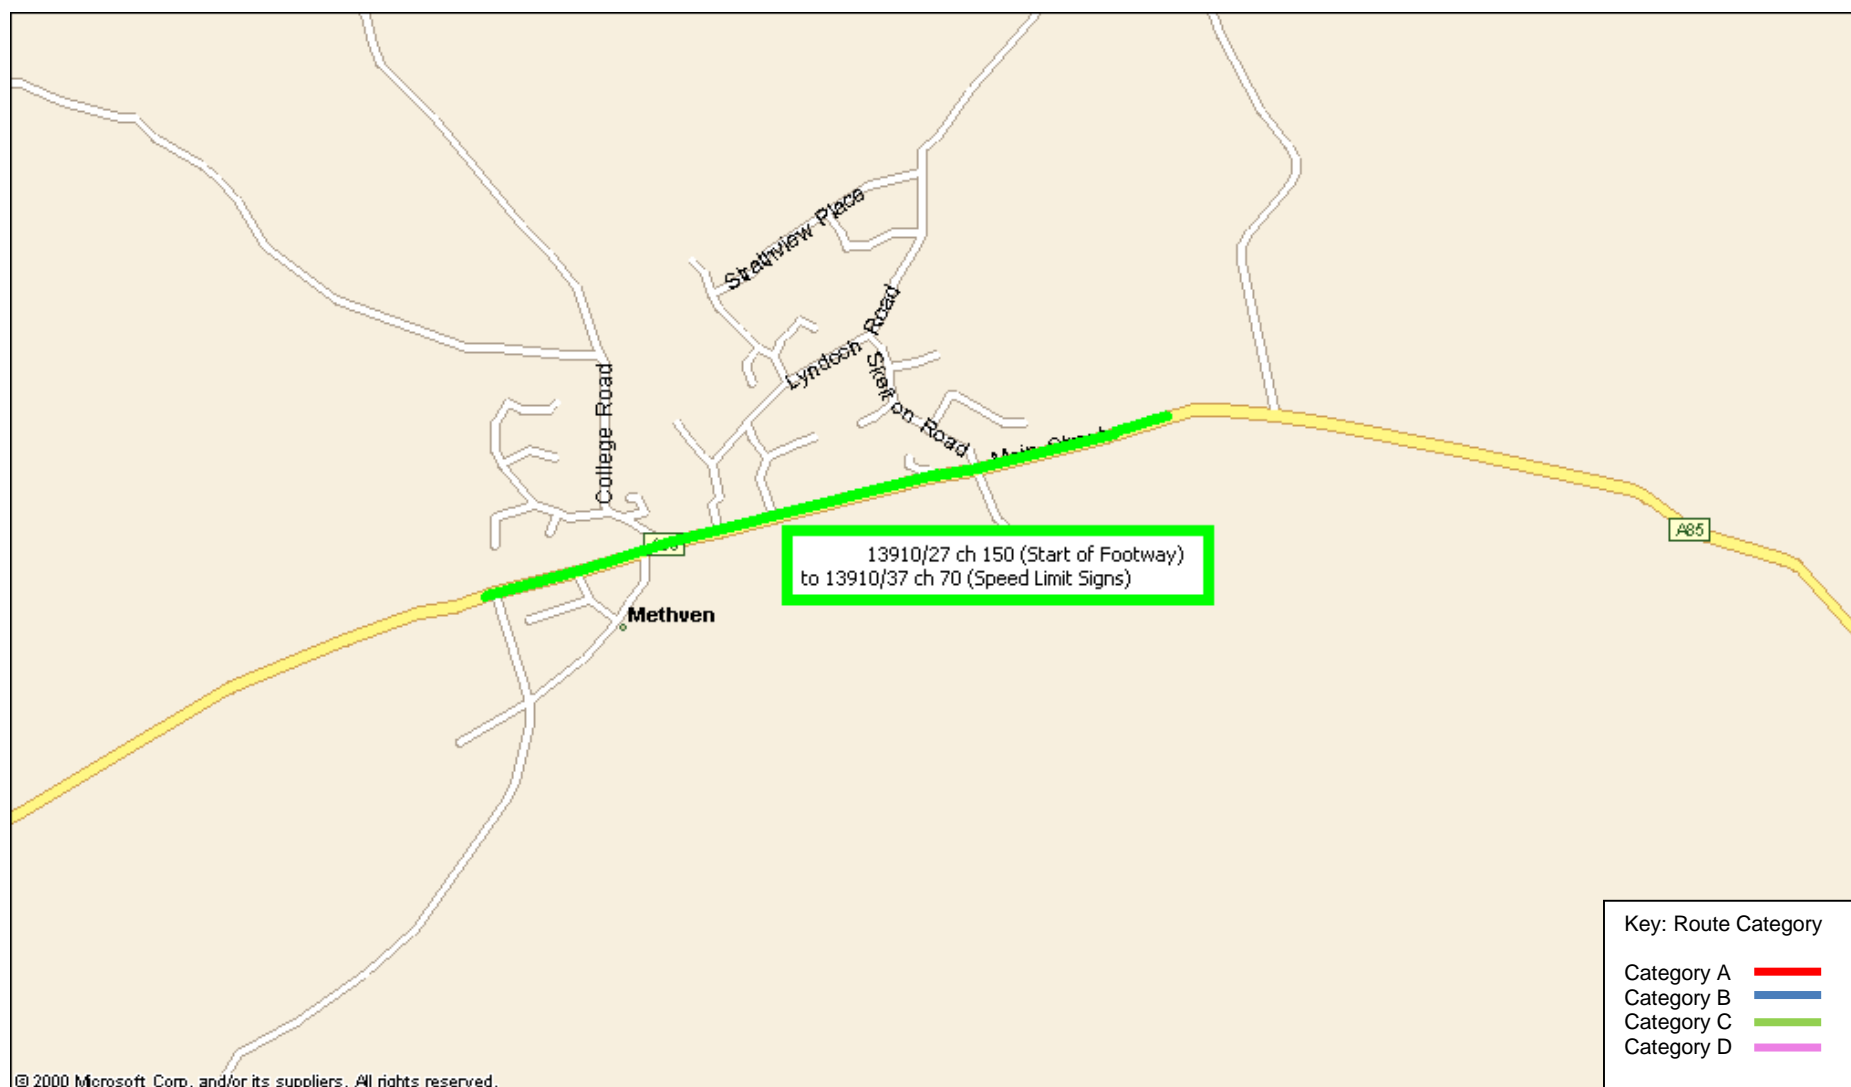 Strathview Place
Lyndoch Road
Skelton Road
College Road
A85
13910/27 ch 150 (Start of Footway)
to 13910/37 ch 70 (Speed Limit Signs)
Methven
Key: Route Category
Category A
Category B
Category C
Category D
© 2000 Microsoft Corp. and/or its suppliers. All rights reserved.